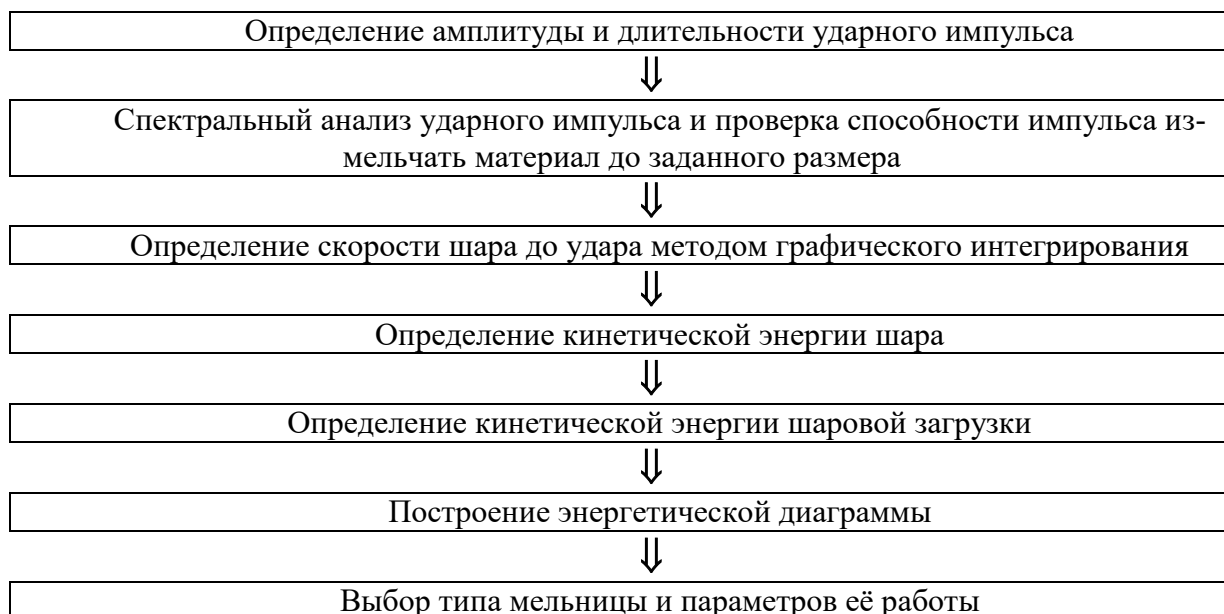 Определение амплитуды и длительности ударного импульса
⇓
Спектральный анализ ударного импульса и проверка способности импульса из-
мельчать материал до заданного размера
⇓
Определение скорости шара до удара методом графического интегрирования
⇓
Определение кинетической энергии шара
⇓
Определение кинетической энергии шаровой загрузки
⇓
Построение энергетической диаграммы
⇓
Выбор типа мельницы и параметров её работы